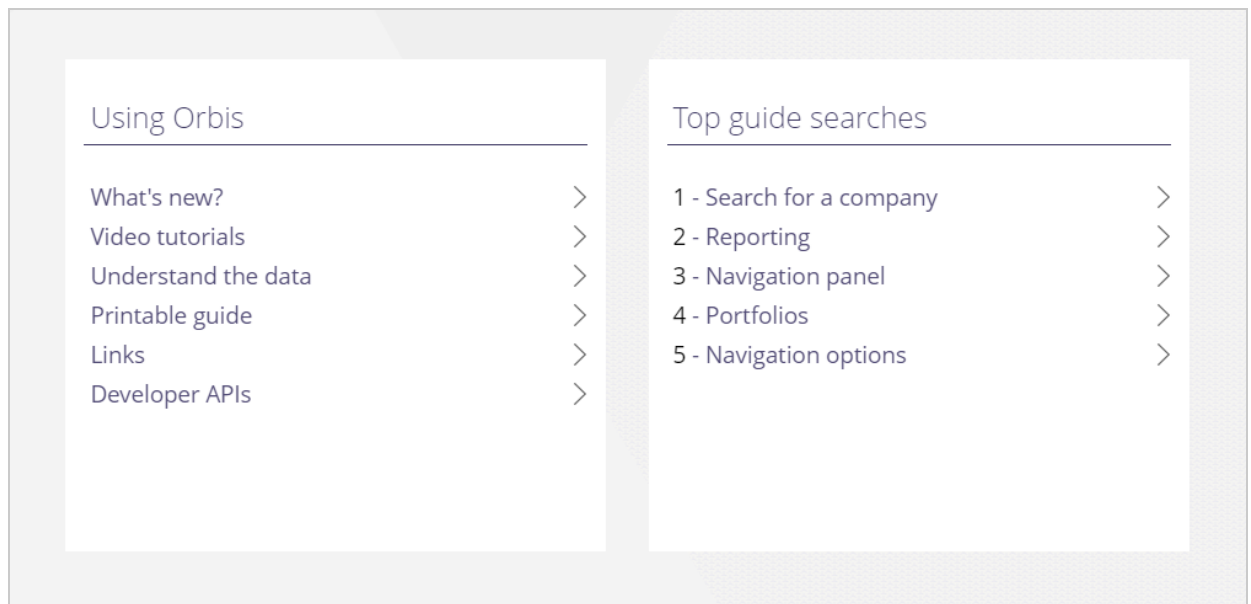 Using Orbis
What's new?
Video tutorials
Understand the data
Printable guide
Links
Developer APIs
Top guide searches
1 - Search for a company
2 - Reporting
3 - Navigation panel
4 - Portfolios
5 - Navigation options